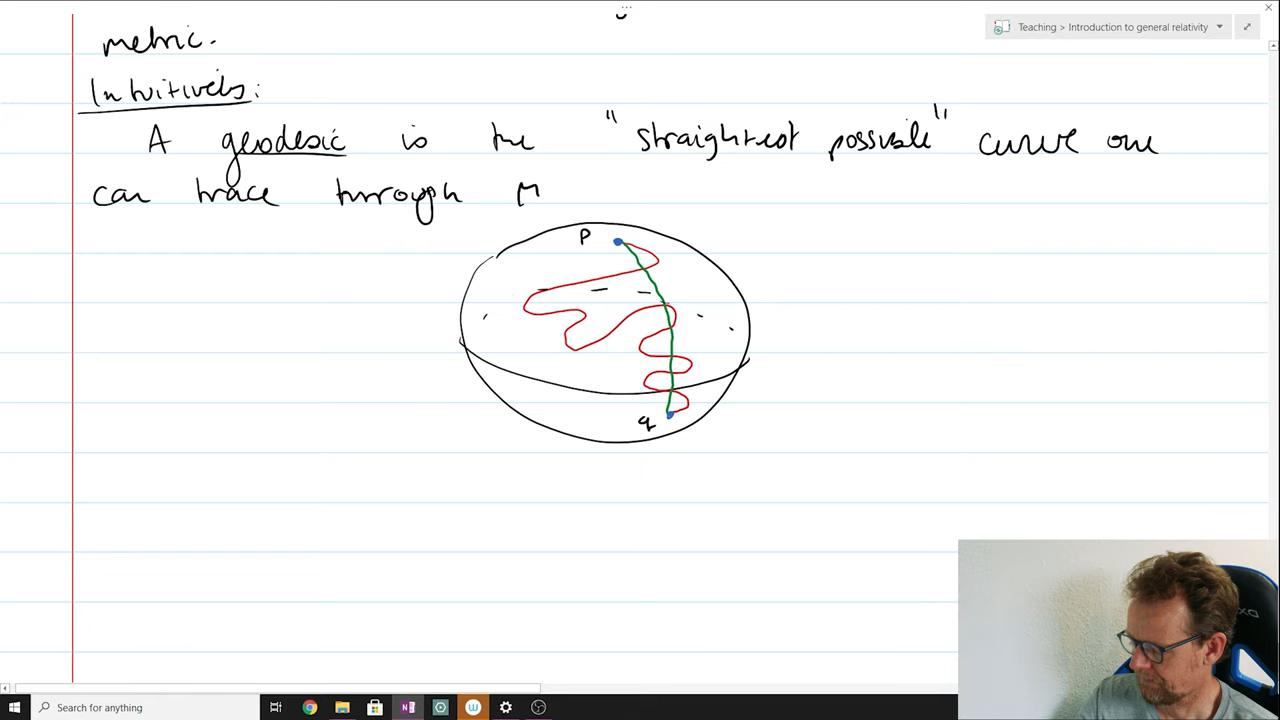 Teaching > Introduction to general relativity
metric.
Intuitively:
A geodesic is the "straightest possible" curve one
can trace through M
p
q
Search for anything